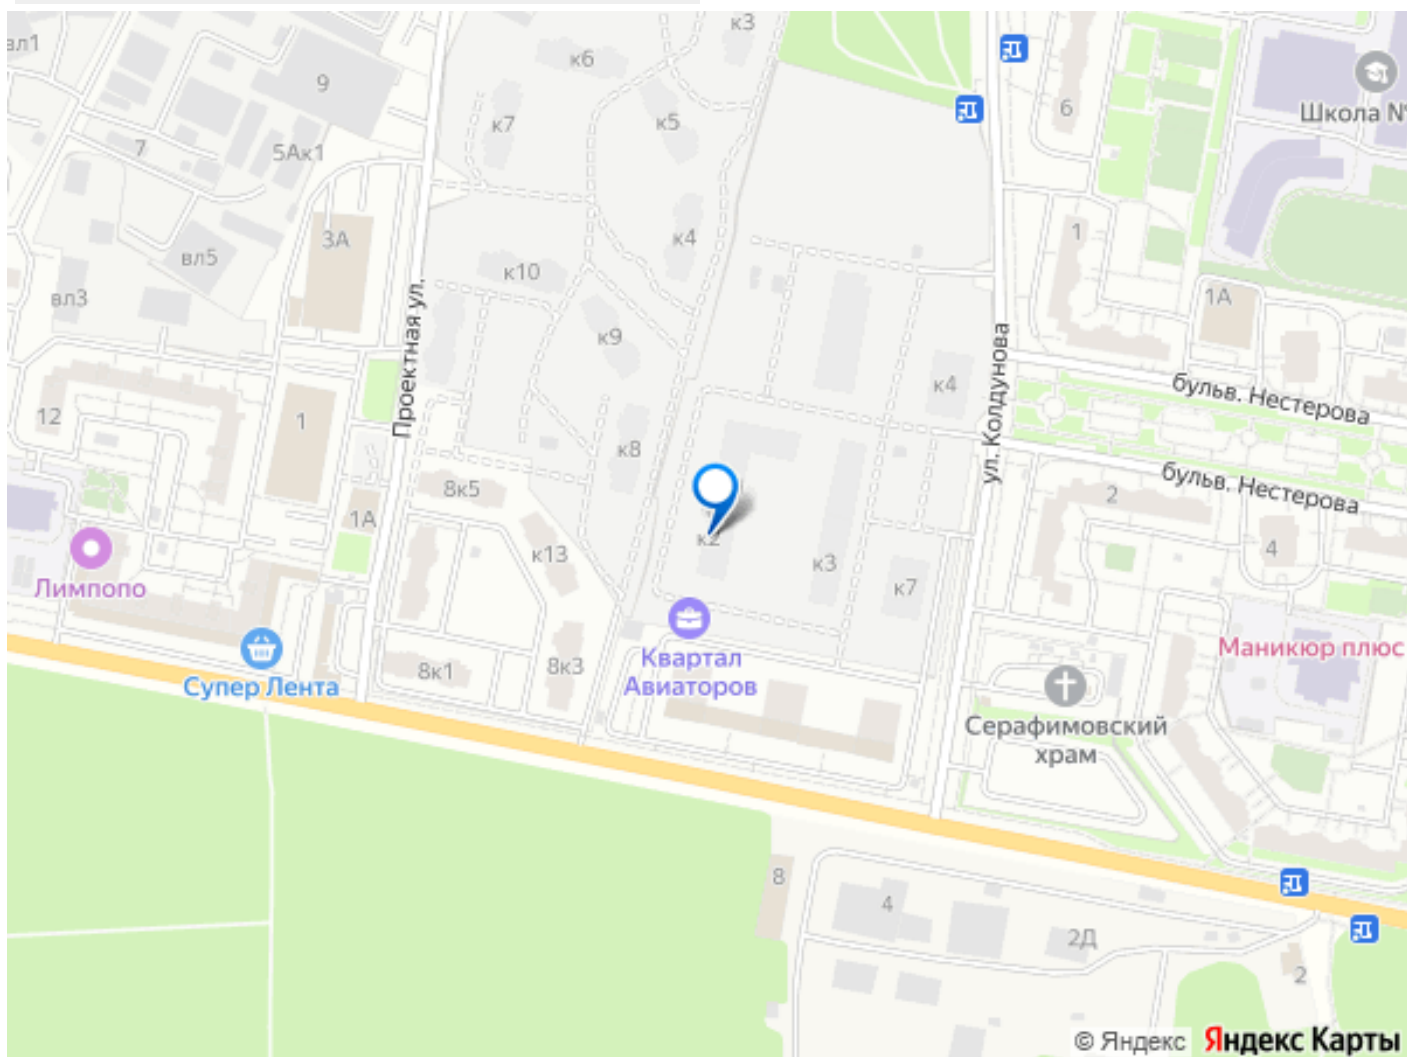 вл1
к3
к6
9
к7
к5
6
Школа №
7
5Ак1
3А
к4
1
вл5
к10
1А
вл3
Проектная ул.
к9
ул. Колдунова
к4
бульв. Нестерова
12
1
к8
бульв. Нестерова
8к5
2
1А
к2
к13
к3
к7
4
Лимпопо
Квартал
Авиаторов
Маникюр плюс
8к1
8к3
Супер Лента
Серафимовский
храм
8
4
2Д
2
© Яндекс Яндекс Карты